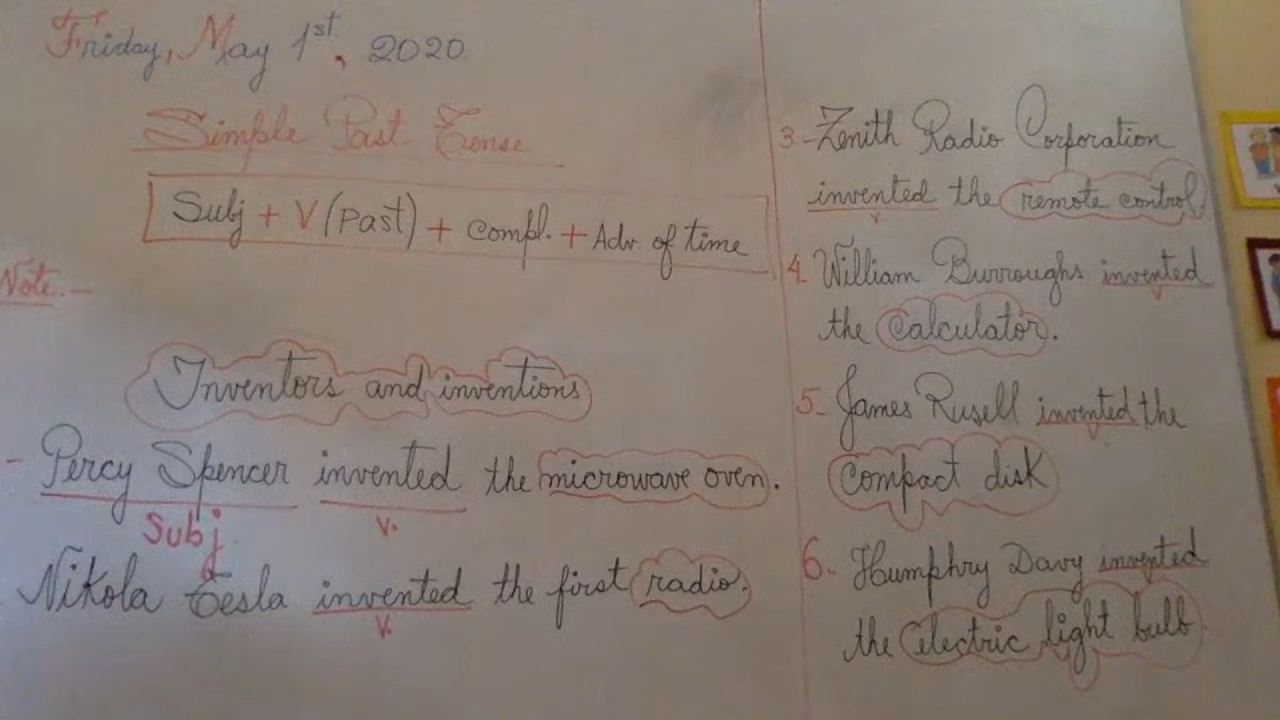 Friday, May 1st, 2020
Simple Past Tense
Subj + V (Past) + Compl. + Adv. of time
Note.-
Inventors and inventions
- Percy Spencer invented the microwave oven.
Subj V.
Nikola Tesla invented the first radio.
V.
3.- Zenith Radio Corporation
invented the remote control
V
4. William Burroughs invented
V
the Calculator.
5- James Rusell invented the
V
Compact disk
6- Humphry Davy invented
V
the electric light bulb